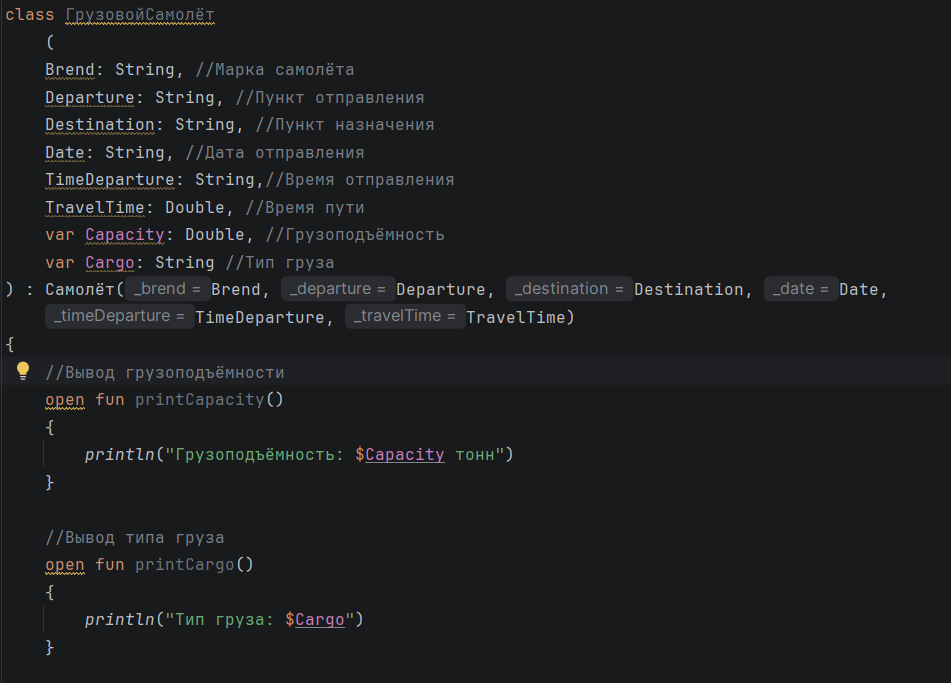 class ГрузовойСамолёт
(
Brend: String, //Марка самолёта
Departure: String, //Пункт отправления
Destination: String, //Пункт назначения
Date: String, //Дата отправления
TimeDeparture: String,//Время отправления
TravelTime: Double, //Время пути
var Capacity: Double, //Грузоподъёмность
var Cargo: String //Тип груза
) : Самолёт( _brend = Brend, _departure = Departure, _destination = Destination, _date = Date,
_timeDeparture = TimeDeparture, _travelTime = TravelTime)
{
//Вывод грузоподъёмности
open fun printCapacity()
{
println("Грузоподъёмность: $Capacity тонн")
}
//Вывод типа груза
open fun printCargo()
{
println("Тип груза: $Cargo")
}